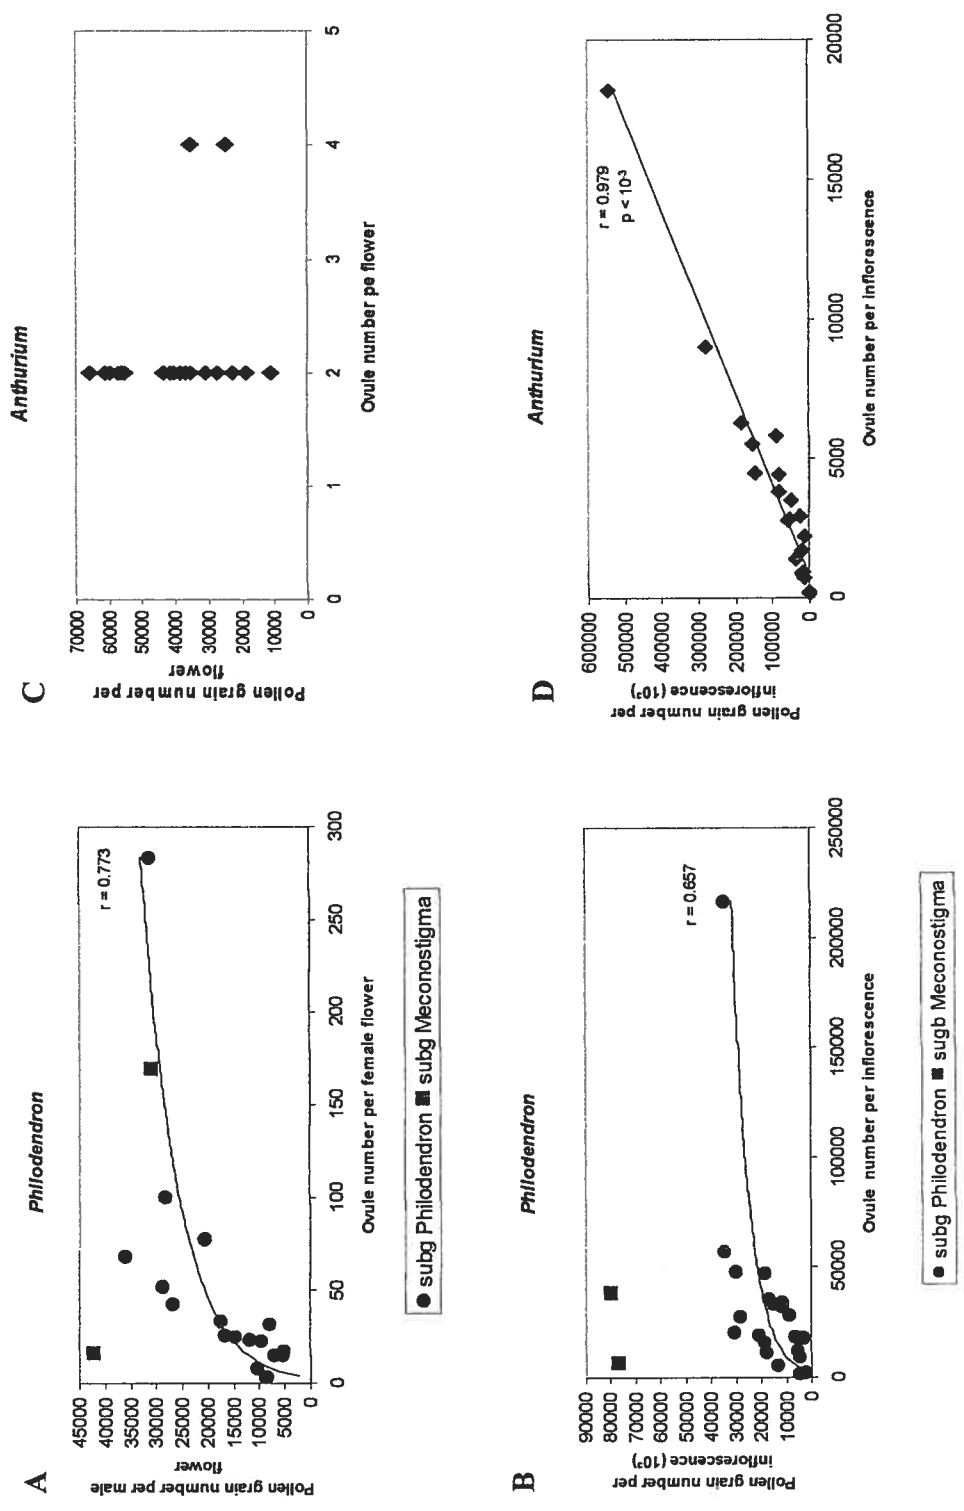 A
Philodendron
r = 0.773
45000
40000
35000
30000
25000
20000
15000
10000
5000
0
Pollen grain number per male
flower
0 50 100 150 200 250 300
Ovule number per female flower
● subg Philodendron ■ subg Meconostigma
C
Anthurium
70000
60000
50000
40000
30000
20000
10000
0
Pollen grain number per
flower
0 1 2 3 4 5
Ovule number pe flower
B
Philodendron
r = 0.657
90000
80000
70000
60000
50000
40000
30000
20000
10000
0
Pollen grain number per
inflorescence (10³)
0 50000 100000 150000 200000 250000
Ovule number per inflorescence
● subg Philodendron ■ sugb Meconostigma
D
Anthurium
r = 0.979
p < 10⁻³
600000
500000
400000
300000
200000
100000
0
Pollen grain number per
inflorescence (10³)
0 5000 10000 15000 20000
Ovule number per inflorescence